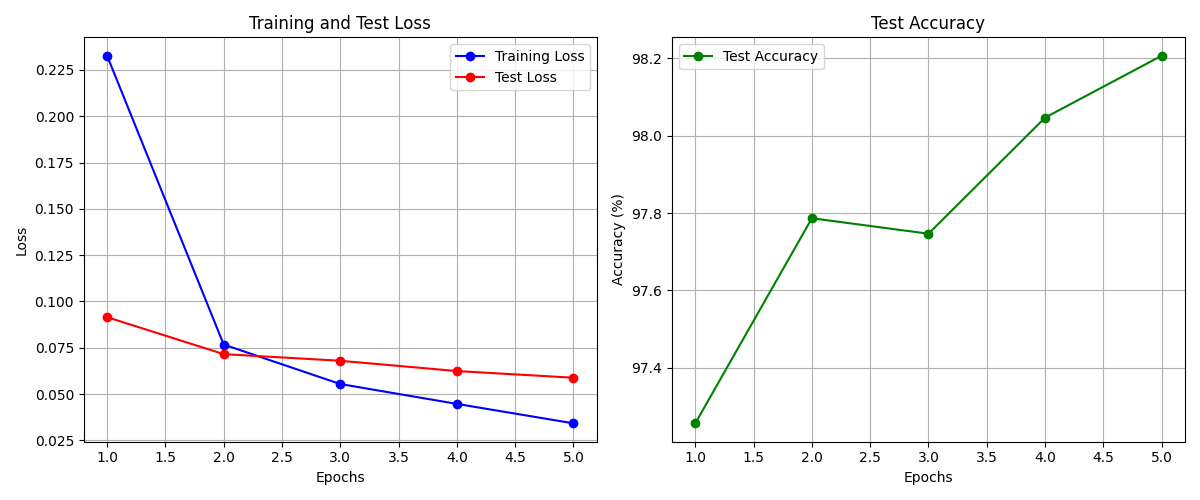 Training and Test Loss
Training Loss
Test Loss
0.225
0.200
0.175
0.150
0.125
0.100
0.075
0.050
0.025
Loss
1.0 1.5 2.0 2.5 3.0 3.5 4.0 4.5 5.0
Epochs
Test Accuracy
Test Accuracy
98.2
98.0
97.8
97.6
97.4
Accuracy (%)
1.0 1.5 2.0 2.5 3.0 3.5 4.0 4.5 5.0
Epochs